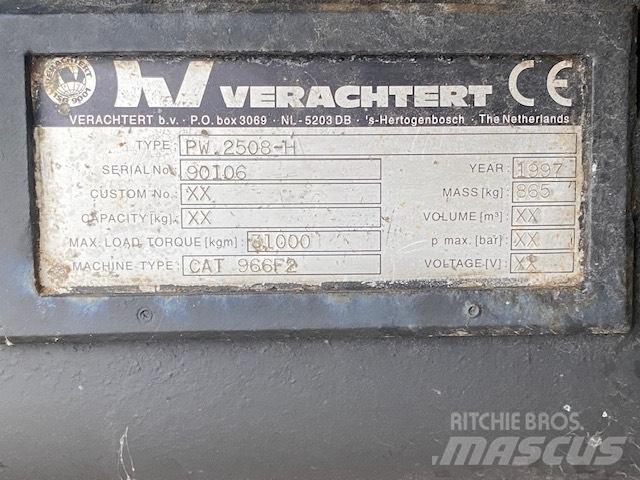 VERACHTERT
VERACHTERT CE
VERACHTERT b.v. · P.O. box 3069 · NL-5203 DB · 's-Hertogenbosch · The Netherlands
TYPE: PW.2508-H
SERIAL No.: 90106 YEAR: 1997
CUSTOM No.: XX MASS [kg]: 865
CAPACITY [kg]: XX VOLUME [m³]: XX
MAX. LOAD TORQUE [kgm]: 31000 p max. [bar]: XX
MACHINE TYPE: CAT 966F2 VOLTAGE [V]: XX
RITCHIE BROS.
MASCUS